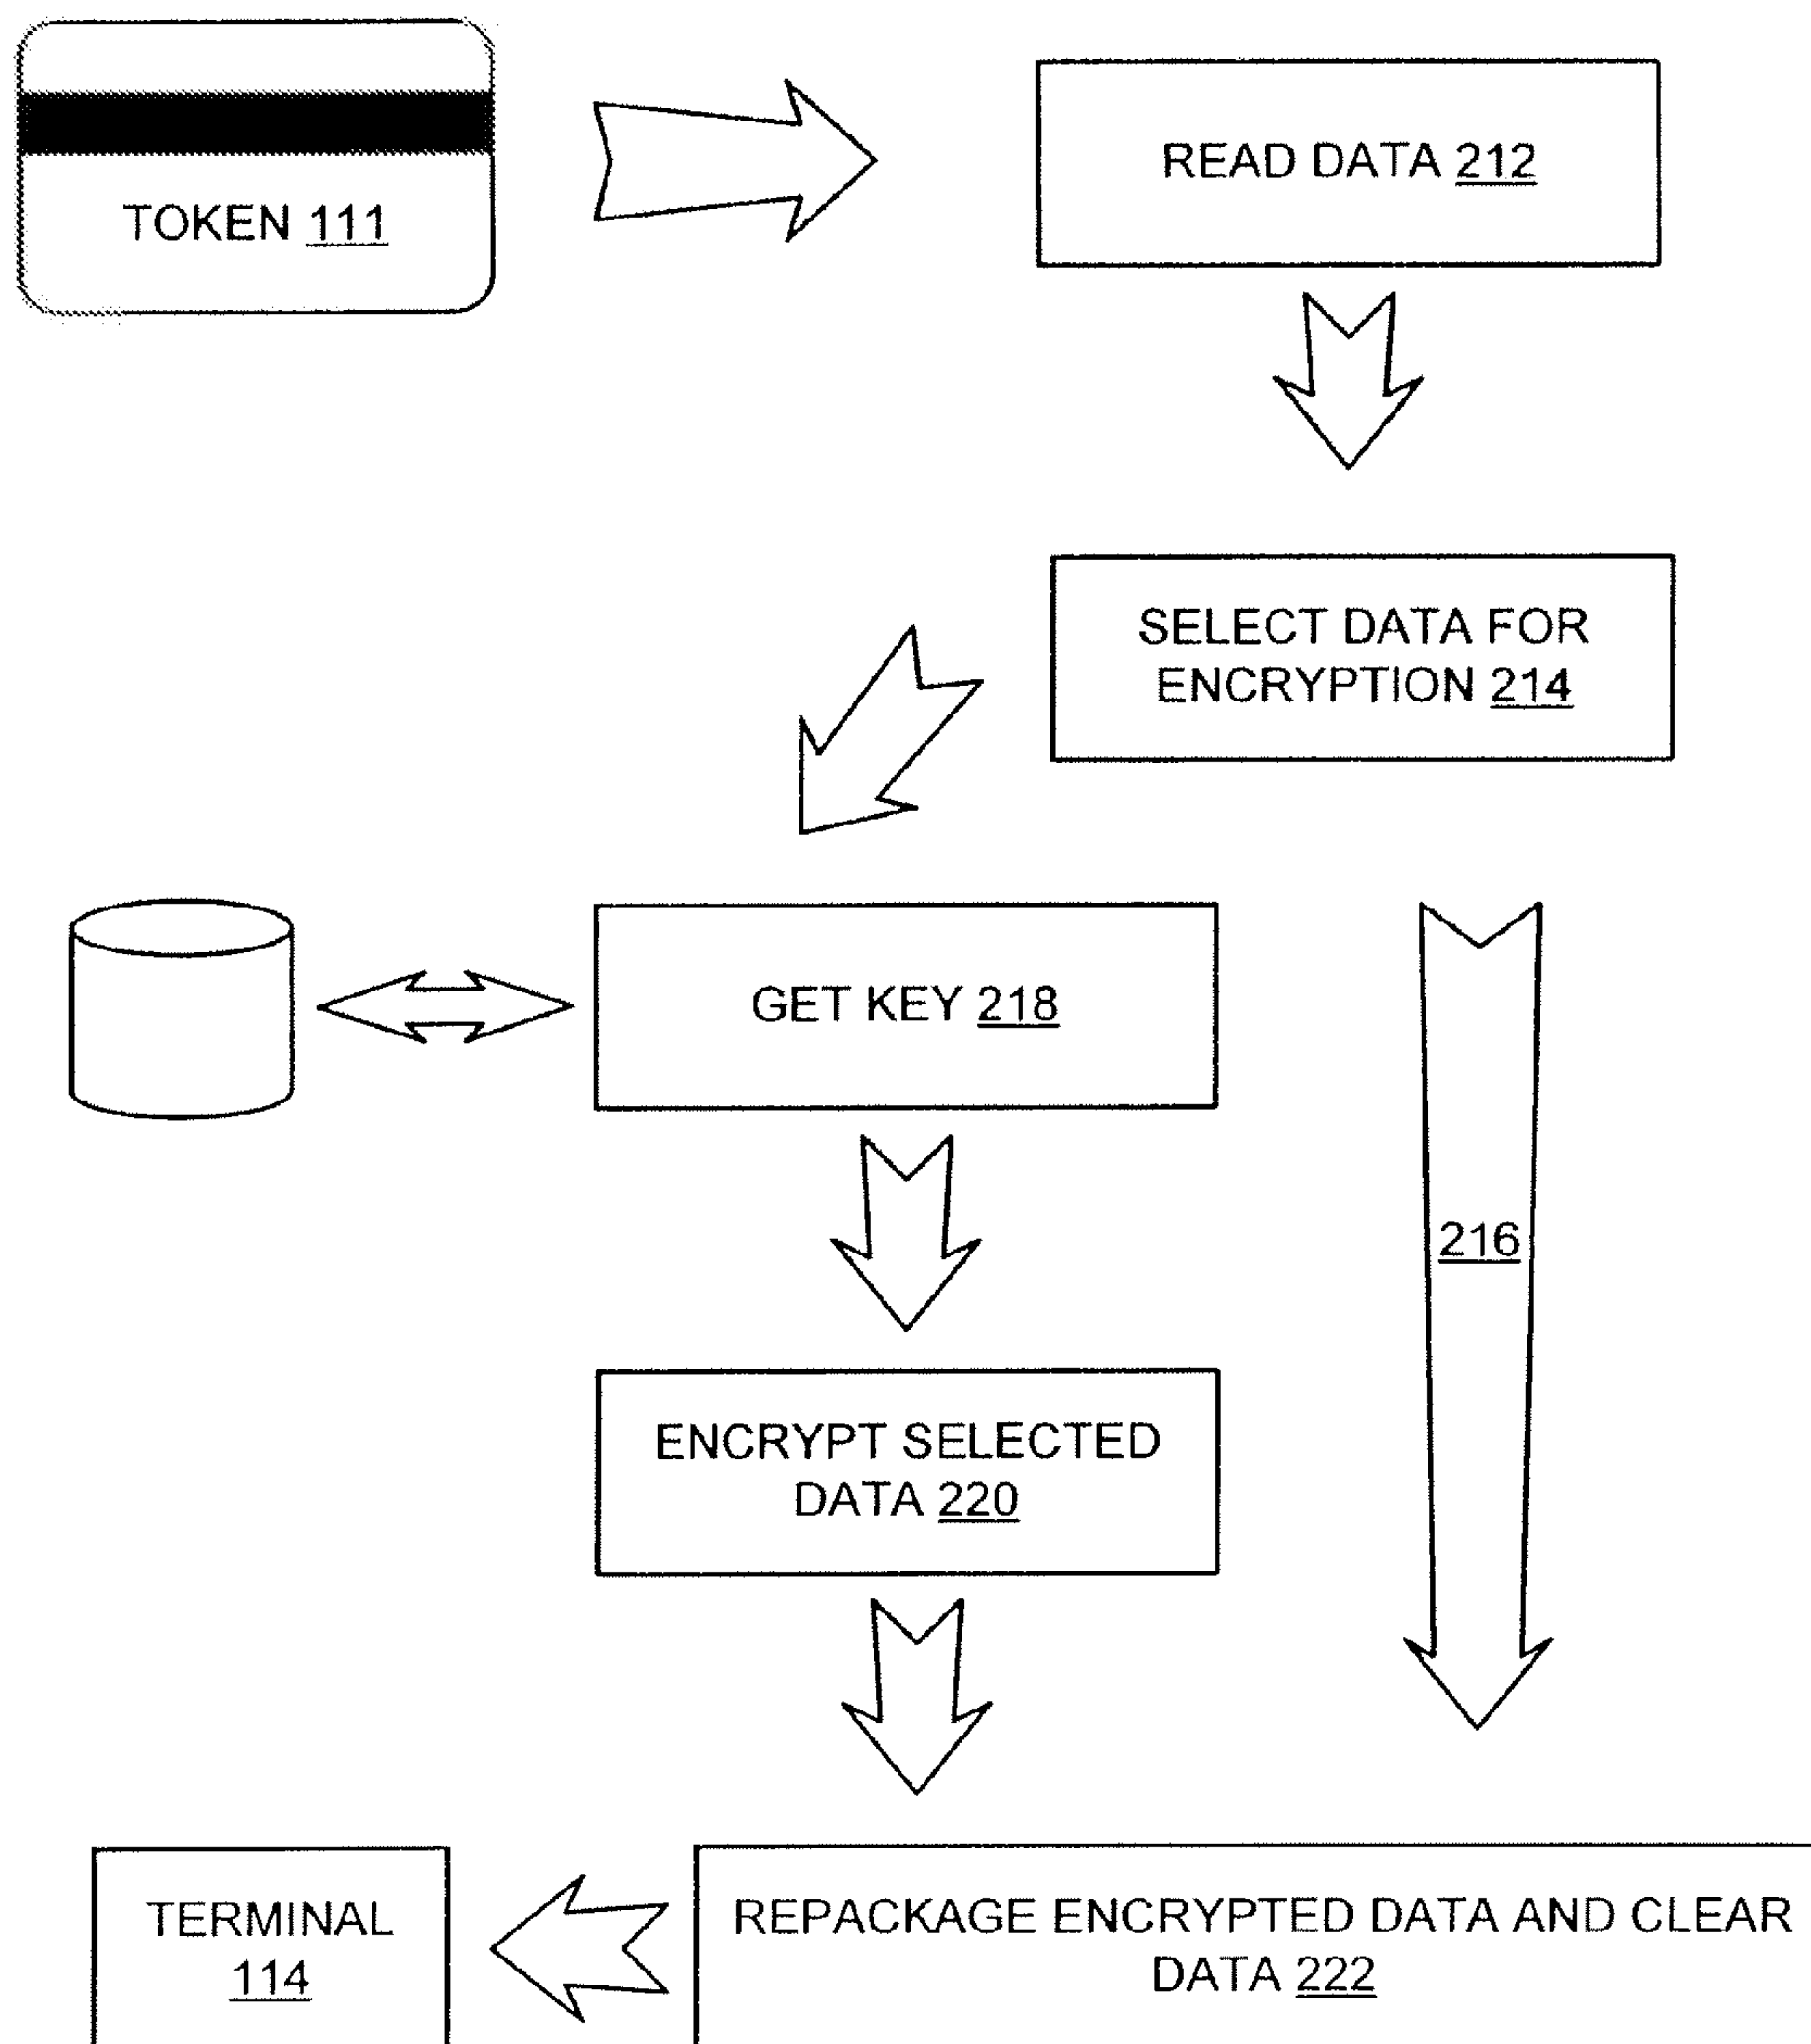 TOKEN 111
READ DATA 212
SELECT DATA FOR
ENCRYPTION 214
GET KEY 218
216
ENCRYPT SELECTED
DATA 220
TERMINAL
114
REPACKAGE ENCRYPTED DATA AND CLEAR
DATA 222